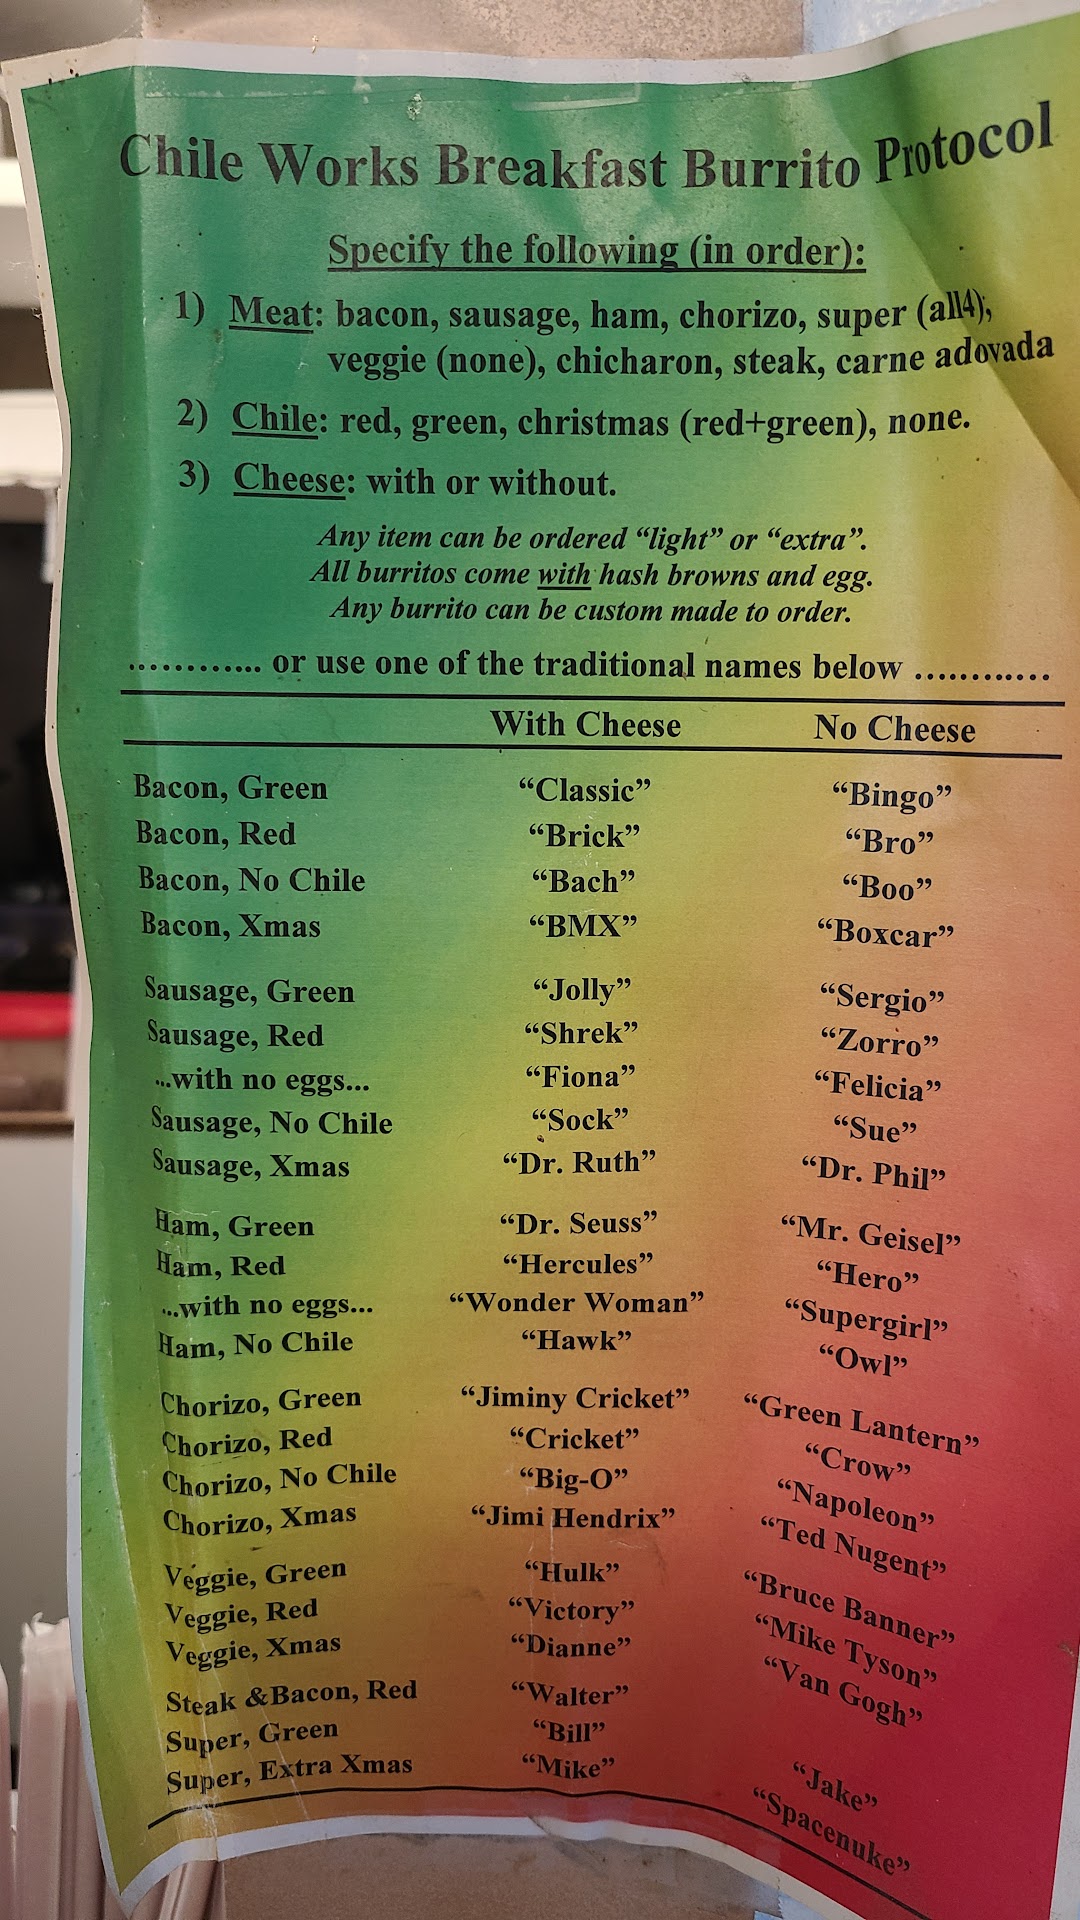 Chile Works Breakfast Burrito Protocol
Specify the following (in order):
1) Meat: bacon, sausage, ham, chorizo, super (all4),
veggie (none), chicharon, steak, carne adovada
2) Chile: red, green, christmas (red+green), none.
3) Cheese: with or without.
Any item can be ordered “light” or “extra”.
All burritos come with hash browns and egg.
Any burrito can be custom made to order.
............ or use one of the traditional names below ............
With Cheese No Cheese
Bacon, Green “Classic” “Bingo”
Bacon, Red “Brick” “Bro”
Bacon, No Chile “Bach” “Boo”
Bacon, Xmas “BMX” “Boxcar”
Sausage, Green “Jolly” “Sergio”
Sausage, Red “Shrek” “Zorro”
...with no eggs... “Fiona” “Felicia”
Sausage, No Chile “Sock” “Sue”
Sausage, Xmas “Dr. Ruth” “Dr. Phil”
Ham, Green “Dr. Seuss” “Mr. Geisel”
Ham, Red “Hercules” “Hero”
...with no eggs... “Wonder Woman” “Supergirl”
Ham, No Chile “Hawk” “Owl”
Chorizo, Green “Jiminy Cricket” “Green Lantern”
Chorizo, Red “Cricket” “Crow”
Chorizo, No Chile “Big-O” “Napoleon”
Chorizo, Xmas “Jimi Hendrix” “Ted Nugent”
Veggie, Green “Hulk” “Bruce Banner”
Veggie, Red “Victory” “Mike Tyson”
Veggie, Xmas “Dianne” “Van Gogh”
Steak &Bacon, Red “Walter”
Super, Green “Bill” “Jake”
Super, Extra Xmas “Mike” “Spacenuke”